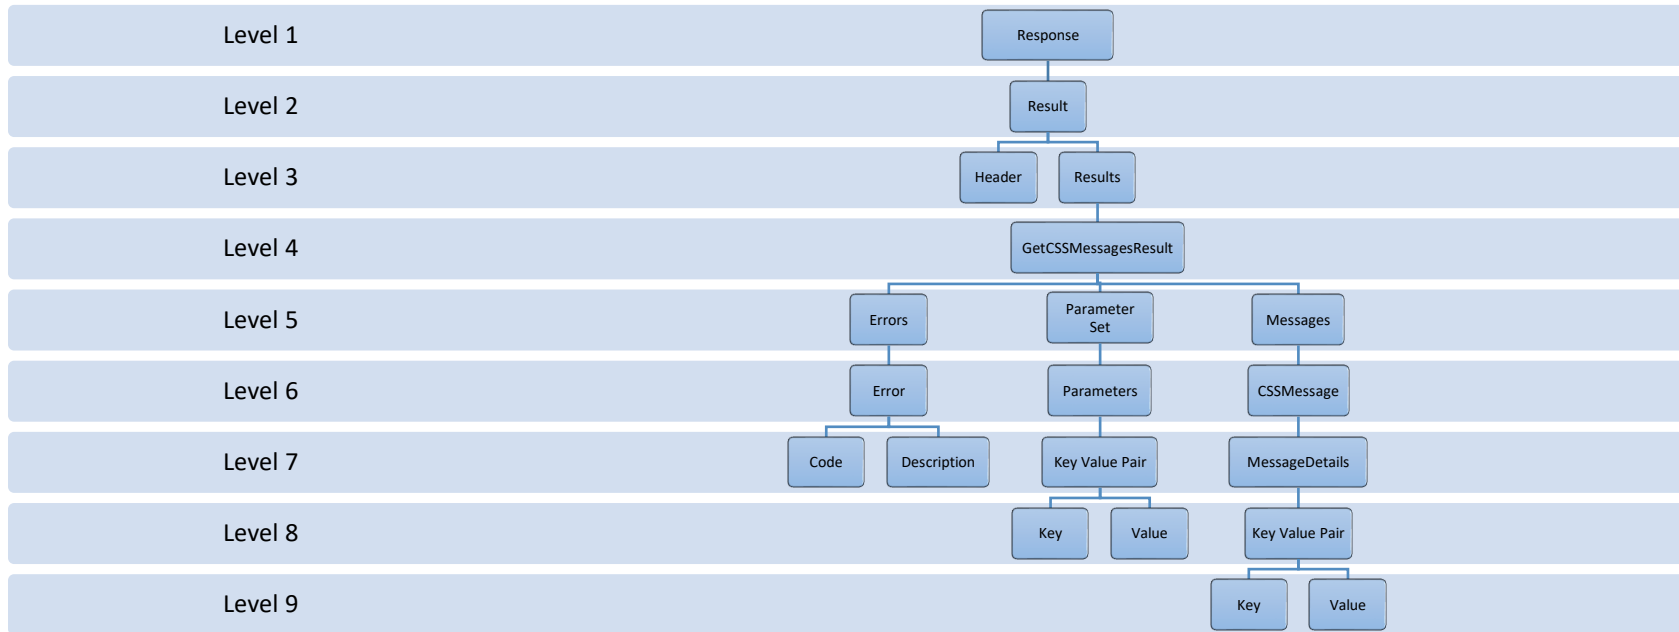 Level 1
Response
Level 2
Result
Level 3
Header
Results
Level 4
GetCSSMessagesResult
Level 5
Errors
Parameter
Set
Messages
Level 6
Error
Parameters
CSSMessage
Level 7
Code
Description
Key Value Pair
MessageDetails
Level 8
Key
Value
Key Value Pair
Level 9
Key
Value